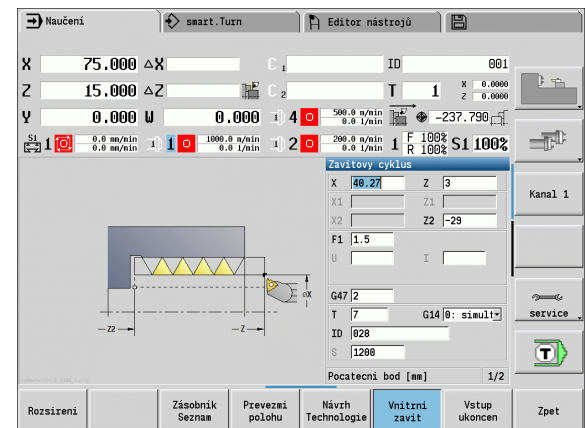 Naučení smart.Turn Editor nástrojů
X 75.000 △X C 1 ID 001
Z 15.000 △Z C 2 T 1 X 0.0000 Z 0.0000
Y 0.000 W 0.000 4 500.0 m/min 0.0 1/min -237.790
S1 1 0.0 mm/min 0.0 mm/min 1 1000.0 m/min 0.0 1/min 2 200.0 m/min 0.0 1/min 1 F 100% R 100% S1 100%
Zavitovy cyklus
X 40.27 Z 3
X1 Z1
X2 Z2 -29
F1 1.5
U I
G47 2
T 7 G14 0: simult
ID 028
S 1200
Pocatecni bod [mm] 1/2
øX
Z2 Z
Kanal 1
service
T
Rozsireni
Zásobník Seznam
Prevezmi polohu
Návrh Technologie
Vnitrni zavit
Vstup ukoncen
Zpet